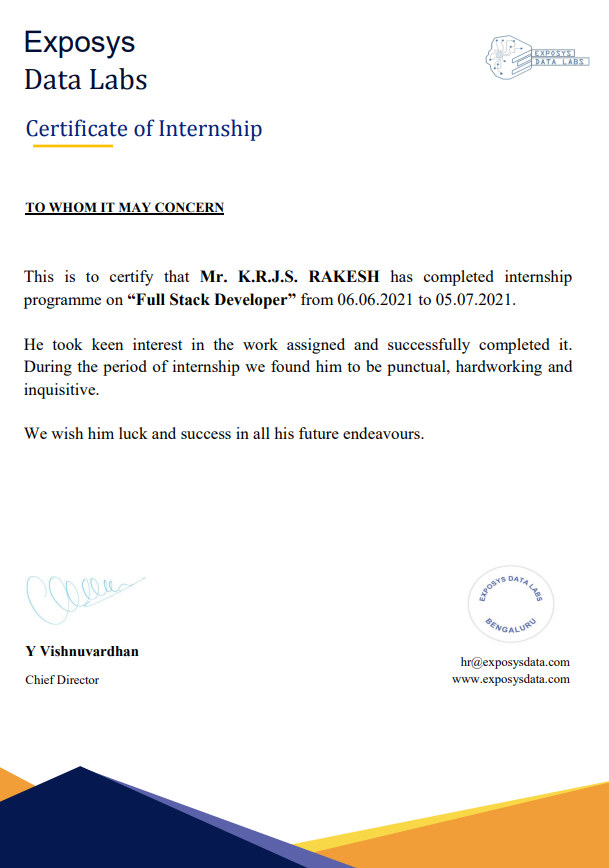 Exposys
Data Labs
EXPOSYS
DATA LABS
Certificate of Internship
TO WHOM IT MAY CONCERN
This is to certify that Mr. K.R.J.S. RAKESH has completed internship
programme on “Full Stack Developer” from 06.06.2021 to 05.07.2021.
He took keen interest in the work assigned and successfully completed it.
During the period of internship we found him to be punctual, hardworking and
inquisitive.
We wish him luck and success in all his future endeavours.
EXPOSYS DATA LABS
BENGALURU
Y Vishnuvardhan
Chief Director
hr@exposysdata.com
www.exposysdata.com